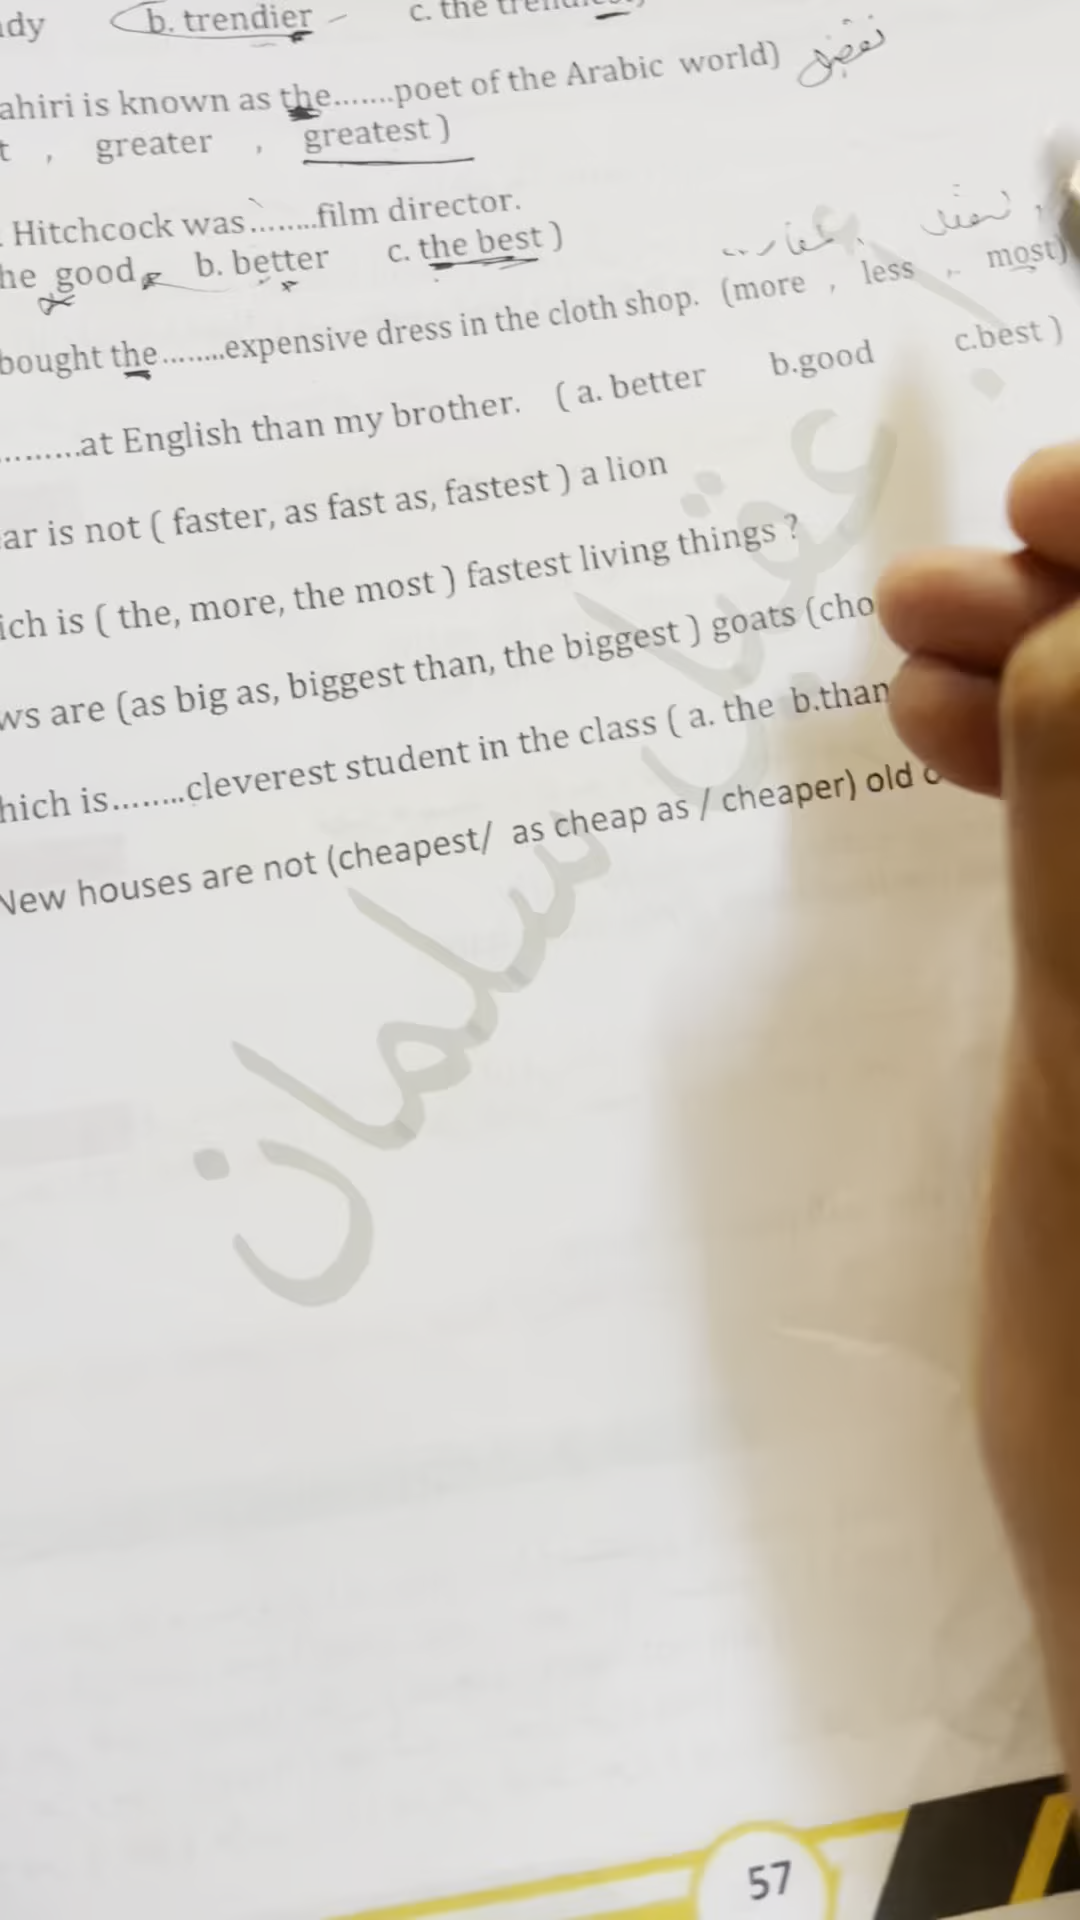 b. trendier c. the
ahiri is known as the.......poet of the Arabic world)
t , greater , greatest )
Hitchcock was........film director.
he good b. better c. the best )
bought the........expensive dress in the cloth shop. (more , less , most)
.........at English than my brother. ( a. better b.good c.best )
ar is not ( faster, as fast as, fastest ) a lion
ich is ( the, more, the most ) fastest living things ?
ws are (as big as, biggest than, the biggest ) goats (cho
hich is........cleverest student in the class ( a. the b.than
New houses are not (cheapest/ as cheap as / cheaper) old
عقيل سلمان
57